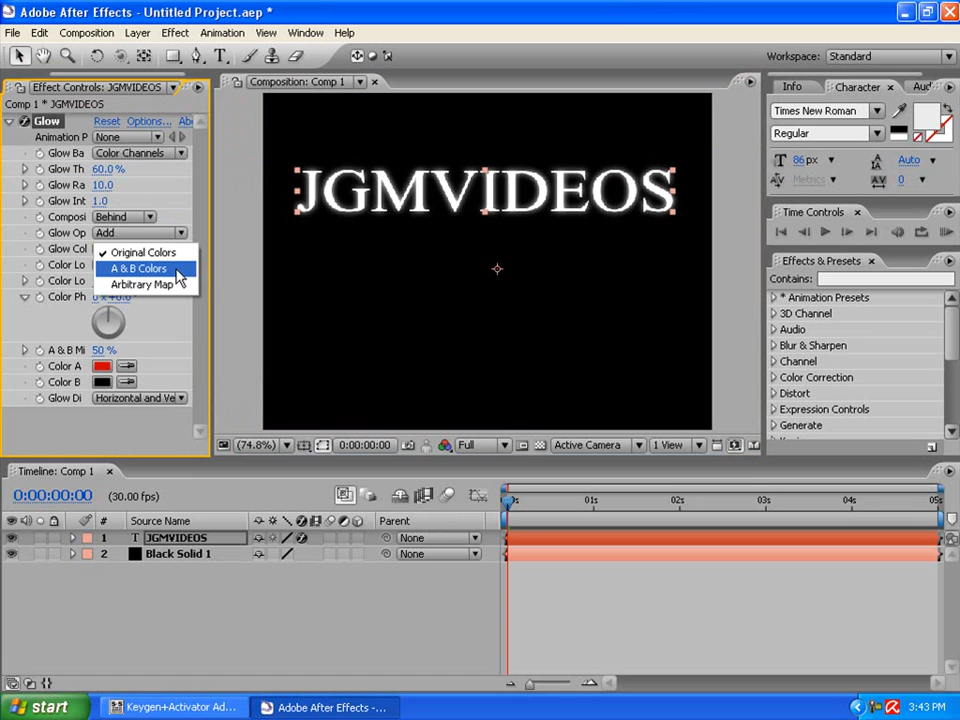 Adobe After Effects - Untitled Project.aep *
File Edit Composition Layer Effect Animation View Window Help
Workspace: Standard
Effect Controls: JGMVIDEOS
Composition: Comp 1
Info Character Aud
Comp 1 * JGMVIDEOS
Glow Reset Options... Ab
Animation P None
Glow Ba Color Channels
Glow Th 60.0 %
Glow Ra 10.0
Glow Int 1.0
Composi Behind
Glow Op Add
Glow Col
Original Colors
Color Lo
A & B Colors
Color Lo
Arbitrary Map
Color Ph 0 x +0.0°
A & B Mi 50 %
Color A
Color B
Glow Di Horizontal and Ve
JGMVIDEOS
Times New Roman
Regular
86 px Auto
Metrics 0
Time Controls
Effects & Presets
Contains:
* Animation Presets
3D Channel
Audio
Blur & Sharpen
Channel
Color Correction
Distort
Expression Controls
Generate
(74.8%) 0:00:00:00 Full Active Camera 1 View
Timeline: Comp 1
0:00:00:00 (30.00 fps)
0s 01s 02s 03s 04s 05s
# Source Name Parent
1 T JGMVIDEOS None
2 Black Solid 1 None
start Keygen+Activator Ad... Adobe After Effects -... 3:43 PM